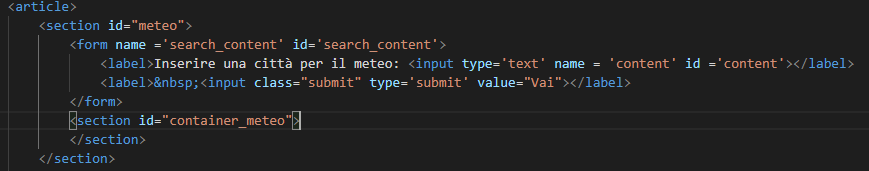 <article>
<section id="meteo">
<form name ='search_content' id='search_content'>
<label>Inserire una città per il meteo: <input type='text' name = 'content' id ='content'></label>
<label>&nbsp;<input class="submit" type='submit' value="Vai"></label>
</form>
<section id="container_meteo">
</section>
</section>